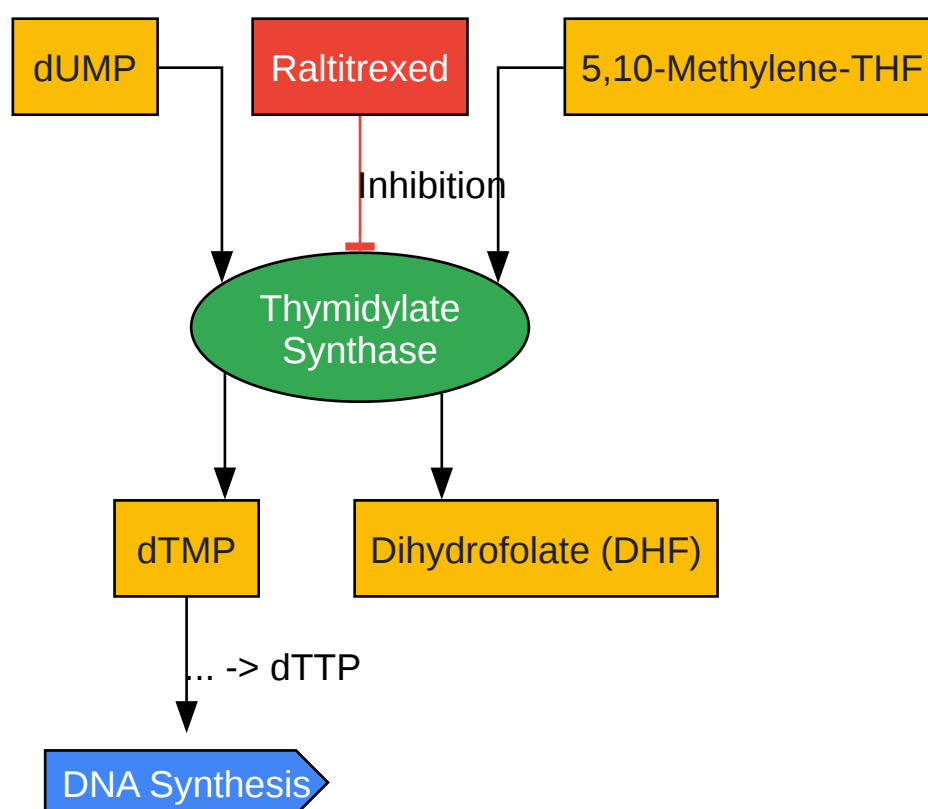 dUMP
Raltitrexed
5,10-Methylene-THF
Inhibition
Thymidylate
Synthase
dTMP
Dihydrofolate (DHF)
... -> dTTP
DNA Synthesis